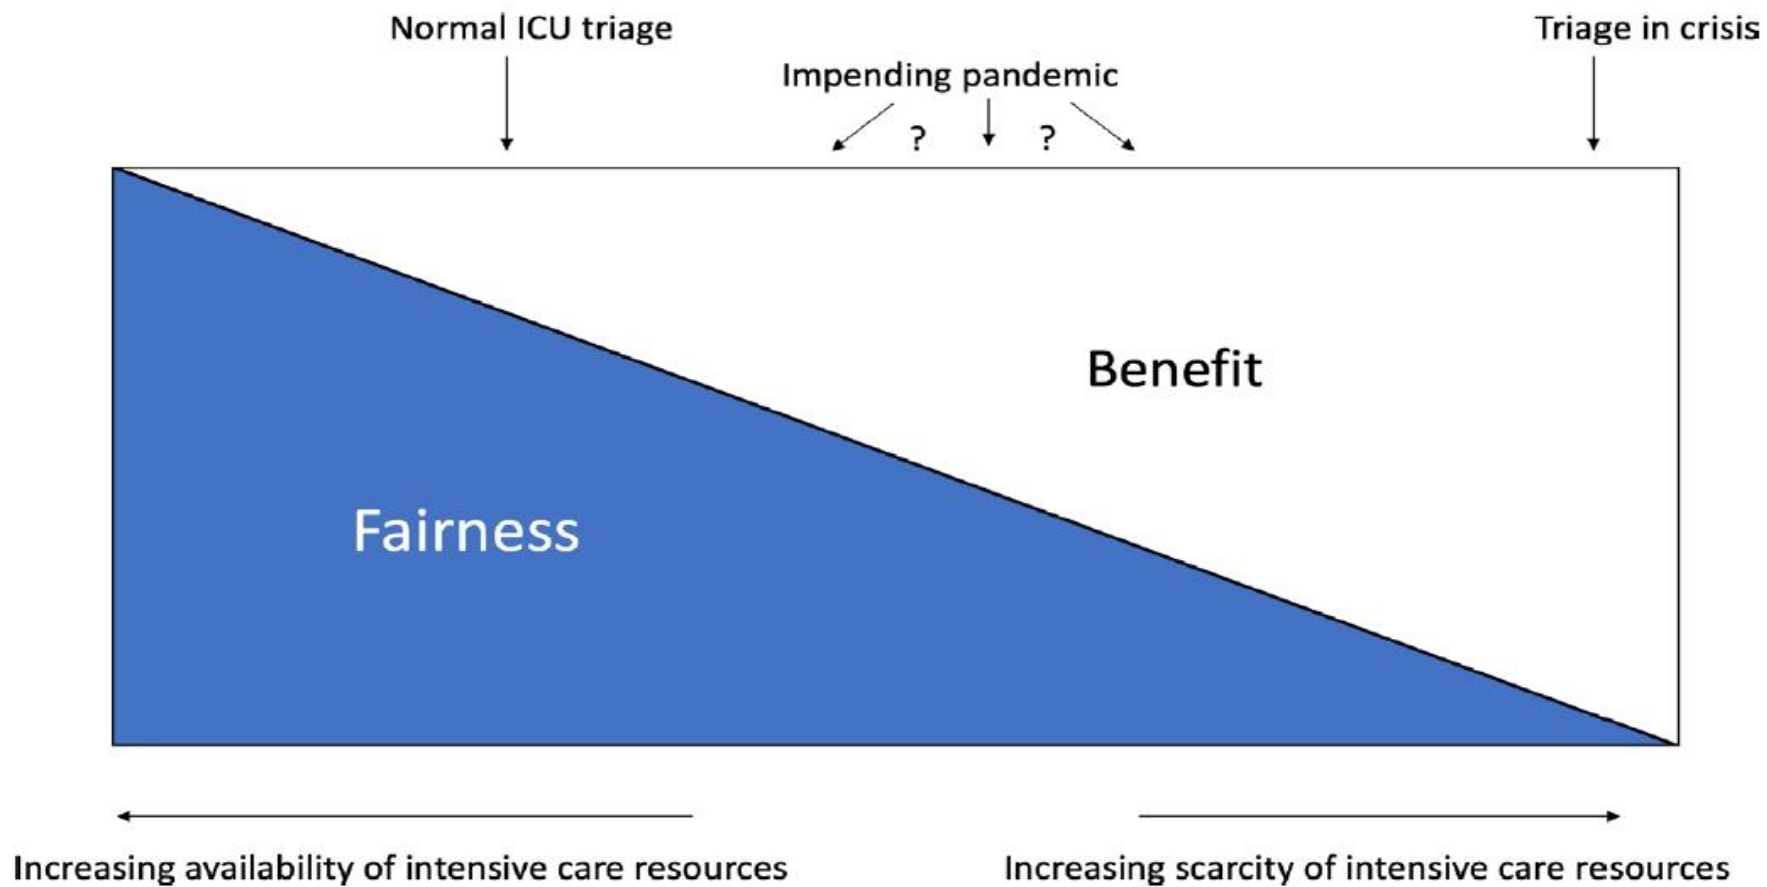 Normal ICU triage
Triage in crisis
Impending pandemic
? ?
Benefit
Fairness
Increasing availability of intensive care resources
Increasing scarcity of intensive care resources